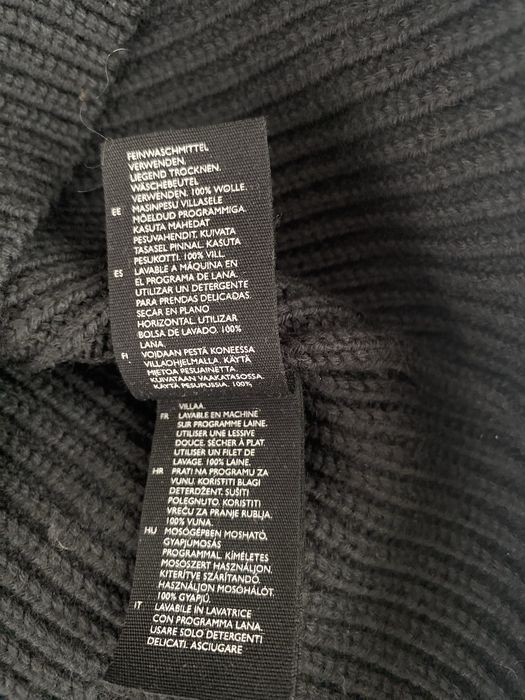 FEINWASCHMITTEL
VERWENDEN.
LIEGEND TROCKNEN.
WÄSCHEBEUTEL
VERWENDEN. 100% WOLLE.
EE MASINPESU VILLASELE
MÕELDUD PROGRAMMIGA.
KASUTA MAHEDAT
PESUVAHENDIT. KUIVATA
TASASEL PINNAL. KASUTA
PESUKOTTI. 100% VILL.
ES LAVABLE A MÁQUINA EN
EL PROGRAMA DE LANA.
UTILIZAR UN DETERGENTE
PARA PRENDAS DELICADAS.
SECAR EN PLANO
HORIZONTAL. UTILIZAR
BOLSA DE LAVADO. 100%
LANA.
FI VOIDAAN PESTÄ KONEESSA
VILLAOHJELMALLA. KÄYTÄ
MIETOA PESUAINETTA.
KUIVATAAN VAAKATASOSSA.
KÄYTÄ PESUPUSSIA. 100%
VILLAA.
FR LAVABLE EN MACHINE
SUR PROGRAMME LAINE.
UTILISER UNE LESSIVE
DOUCE. SÉCHER À PLAT.
UTILISER UN FILET DE
LAVAGE. 100% LAINE.
HR PRATI NA PROGRAMU ZA
VUNU. KORISTITI BLAGI
DETERDŽENT. SUŠITI
POLEGNUTO. KORISTITI
VREĆU ZA PRANJE RUBLJA.
100% VUNA.
HU MOSÓGÉPBEN MOSHATÓ.
GYAPJÚMOSÁS
PROGRAMMAL. KÍMÉLETES
MOSÓSZERT HASZNÁLJON.
KITERÍTVE SZÁRÍTANDÓ.
HASZNÁLJON MOSÓHÁLÓT.
100% GYAPJÚ.
IT LAVABILE IN LAVATRICE
CON PROGRAMMA LANA.
USARE SOLO DETERGENTI
DELICATI. ASCIUGARE